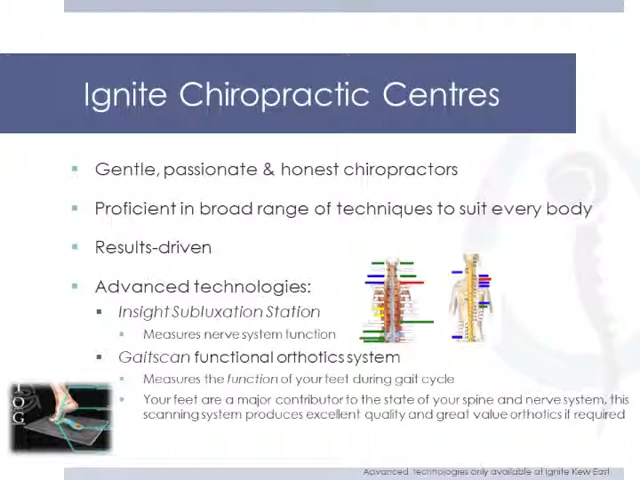 Ignite Chiropractic Centres
Gentle, passionate & honest chiropractors
Proficient in broad range of techniques to suit every body
Results-driven
Advanced technologies:
Insight Subluxation Station
Measures nerve system function
Gaitscan functional orthotics system
Measures the function of your feet during gait cycle
Your feet are a major contributor to the state of your spine and nerve system, this
scanning system produces excellent quality and great value orthotics if required
T
O
G
Advanced technologies only available at Ignite Kew East